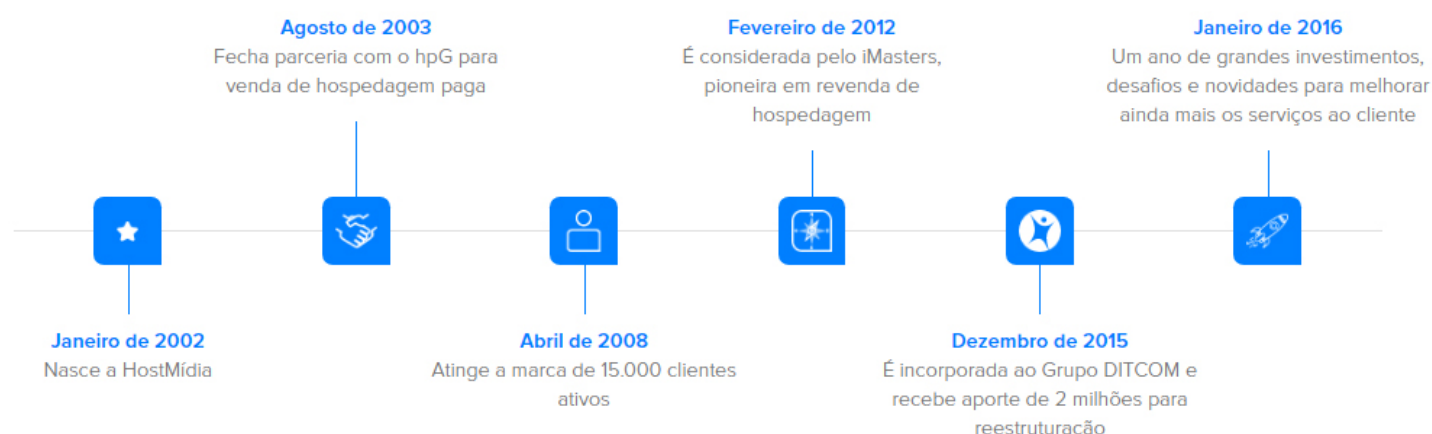 Agosto de 2003
Fecha parceria com o hpG para
venda de hospedagem paga
Fevereiro de 2012
É considerada pelo iMasters,
pioneira em revenda de
hospedagem
Janeiro de 2016
Um ano de grandes investimentos,
desafios e novidades para melhorar
ainda mais os serviços ao cliente
Janeiro de 2002
Nasce a HostMídia
Abril de 2008
Atinge a marca de 15.000 clientes
ativos
Dezembro de 2015
É incorporada ao Grupo DITCOM e
recebe aporte de 2 milhões para
reestruturação